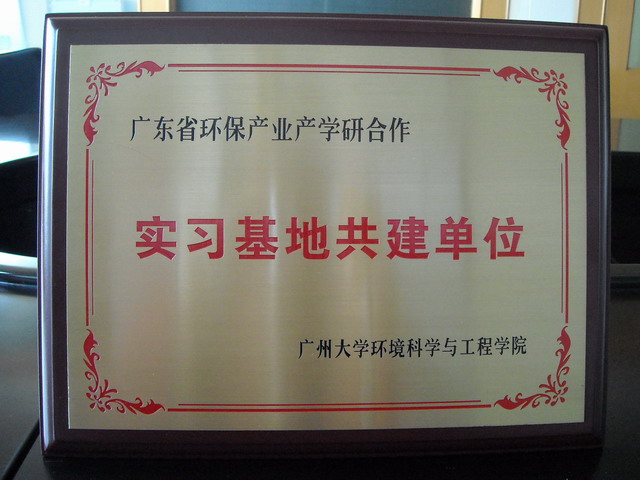 广东省环保产业产学研合作
实习基地共建单位
广州大学环境科学与工程学院